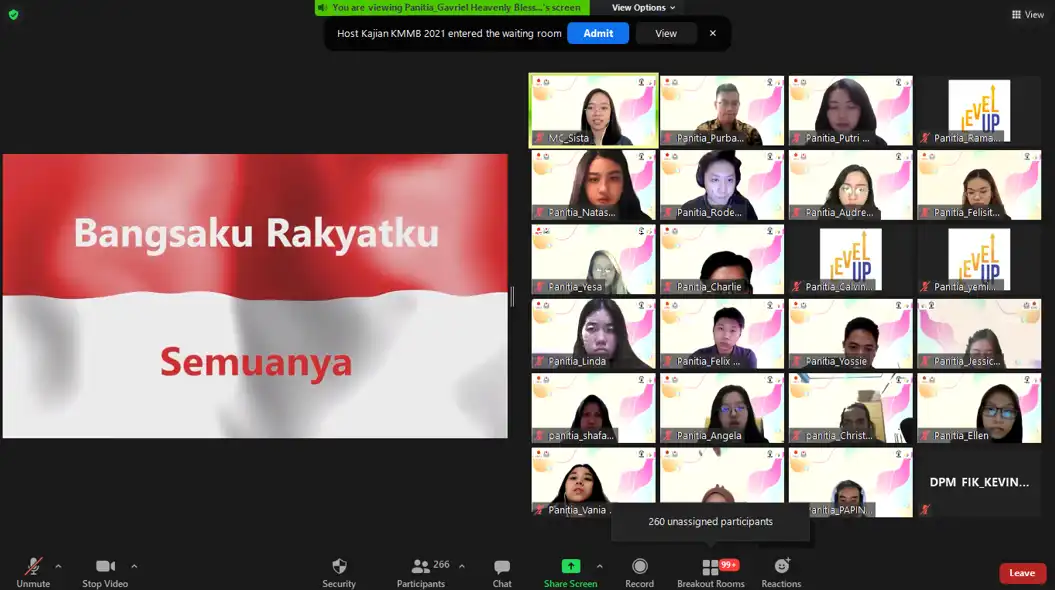 You are viewing Panitia_Gavriel Heavenly Bless...'s screen
View Options
View
Host Kajian KMMB 2021 entered the waiting room
Admit
View
Bangsaku Rakyatku
Semuanya
MC_Sista
Panitia_Purba...
Panitia_Putri ...
LEVEL UP
Panitia_Rama...
Panitia_Natas...
Panitia_Rode...
Panitia_Audre...
Panitia_Felisit...
Panitia_Yesa
Panitia_Charlie
LEVEL UP
Panitia_Calvin...
LEVEL UP
Panitia_yemi...
Panitia_Linda
Panitia_Felix ...
Panitia_Yossie
Panitia_Jessic...
panitia_shafa...
Panitia_Angela
panitia_Christ...
Panitia_Ellen
Panitia_Vania ...
anitia_PAPIN...
DPM FIK_KEVIN...
260 unassigned participants
Unmute
Stop Video
Security
266
Participants
Chat
Share Screen
Record
99+
Breakout Rooms
Reactions
Leave